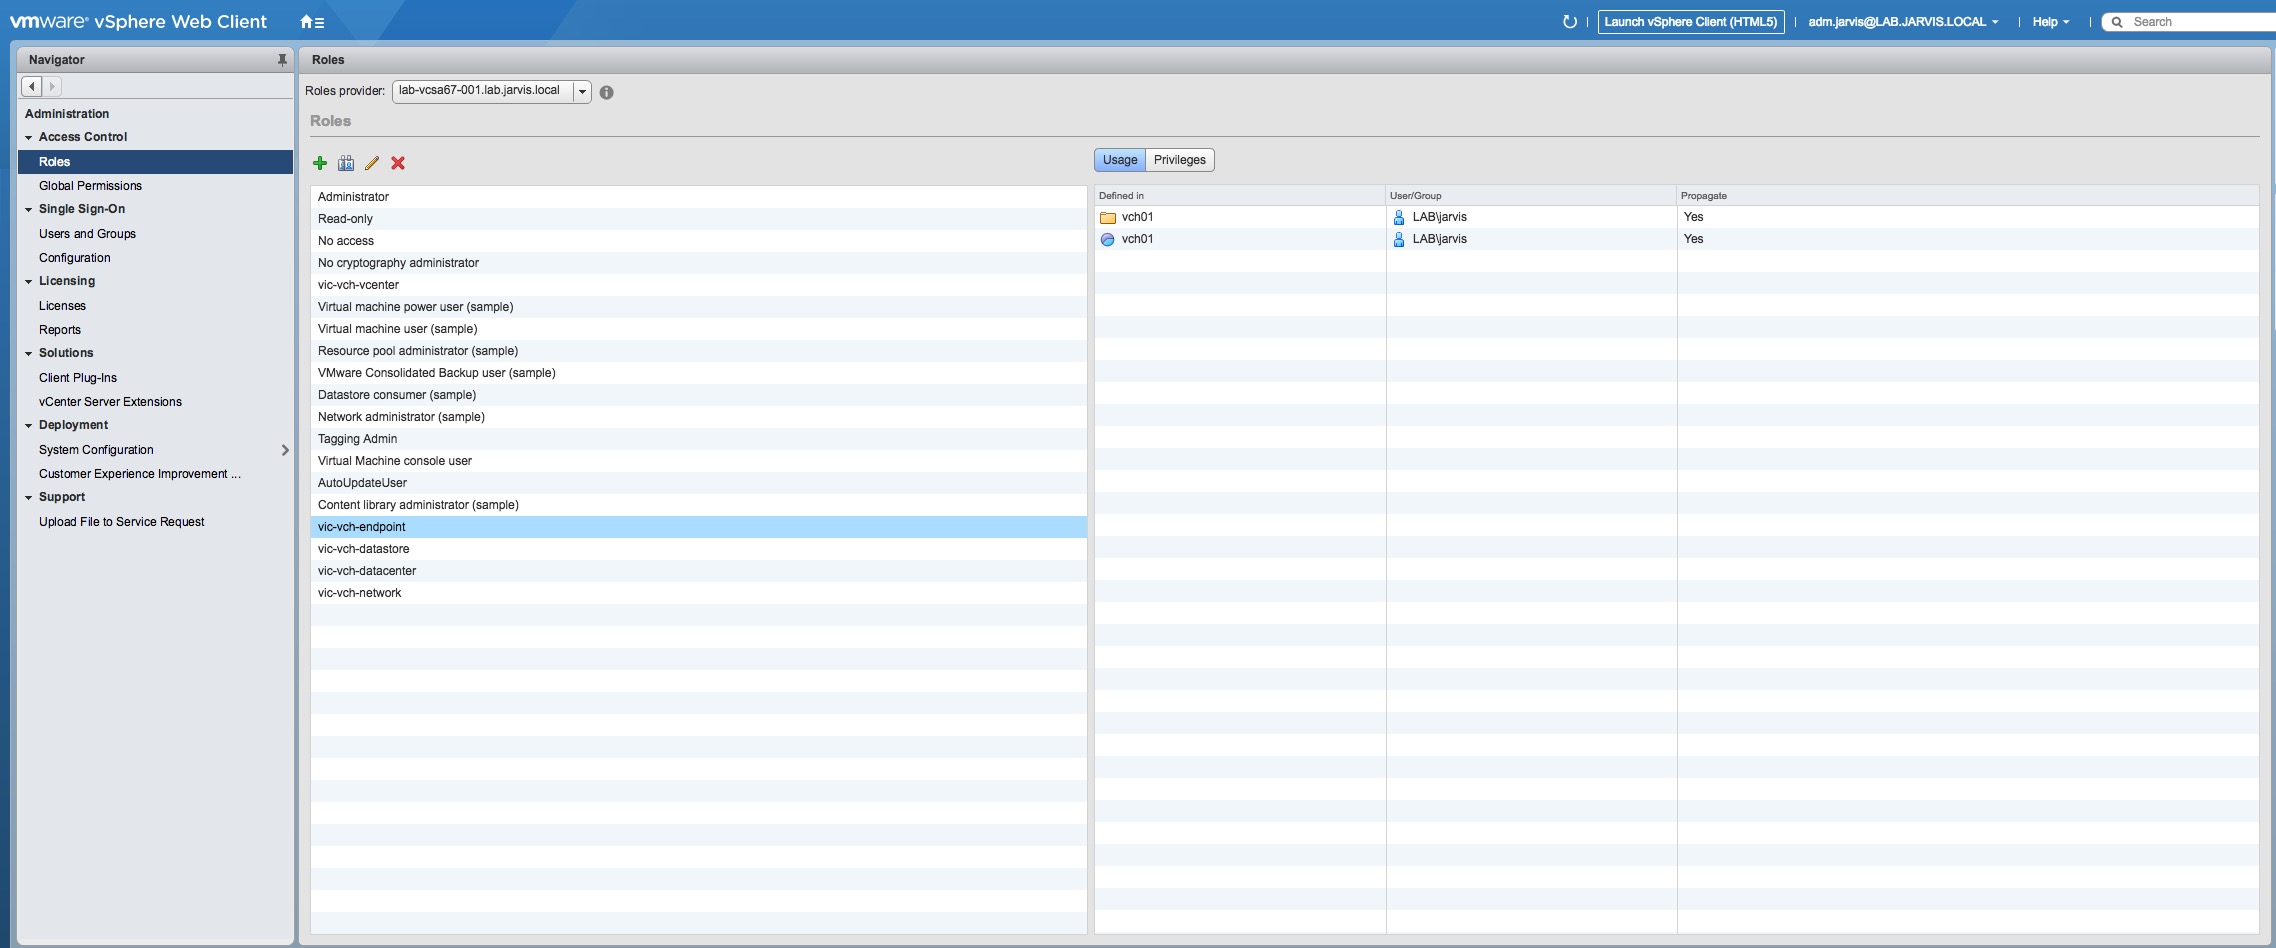 vmware® vSphere Web Client
Launch vSphere Client (HTML5)
adm.jarvis@LAB.JARVIS.LOCAL
Help
Search
Navigator
Administration
Access Control
Roles
Global Permissions
Single Sign-On
Users and Groups
Configuration
Licensing
Licenses
Reports
Solutions
Client Plug-Ins
vCenter Server Extensions
Deployment
System Configuration
Customer Experience Improvement ...
Support
Upload File to Service Request
Roles
Roles provider: lab-vcsa67-001.lab.jarvis.local
Roles
Administrator
Read-only
No access
No cryptography administrator
vic-vch-vcenter
Virtual machine power user (sample)
Virtual machine user (sample)
Resource pool administrator (sample)
VMware Consolidated Backup user (sample)
Datastore consumer (sample)
Network administrator (sample)
Tagging Admin
Virtual Machine console user
AutoUpdateUser
Content library administrator (sample)
vic-vch-endpoint
vic-vch-datastore
vic-vch-datacenter
vic-vch-network
Usage Privileges
Defined in User/Group Propagate
vch01 LAB\jarvis Yes
vch01 LAB\jarvis Yes